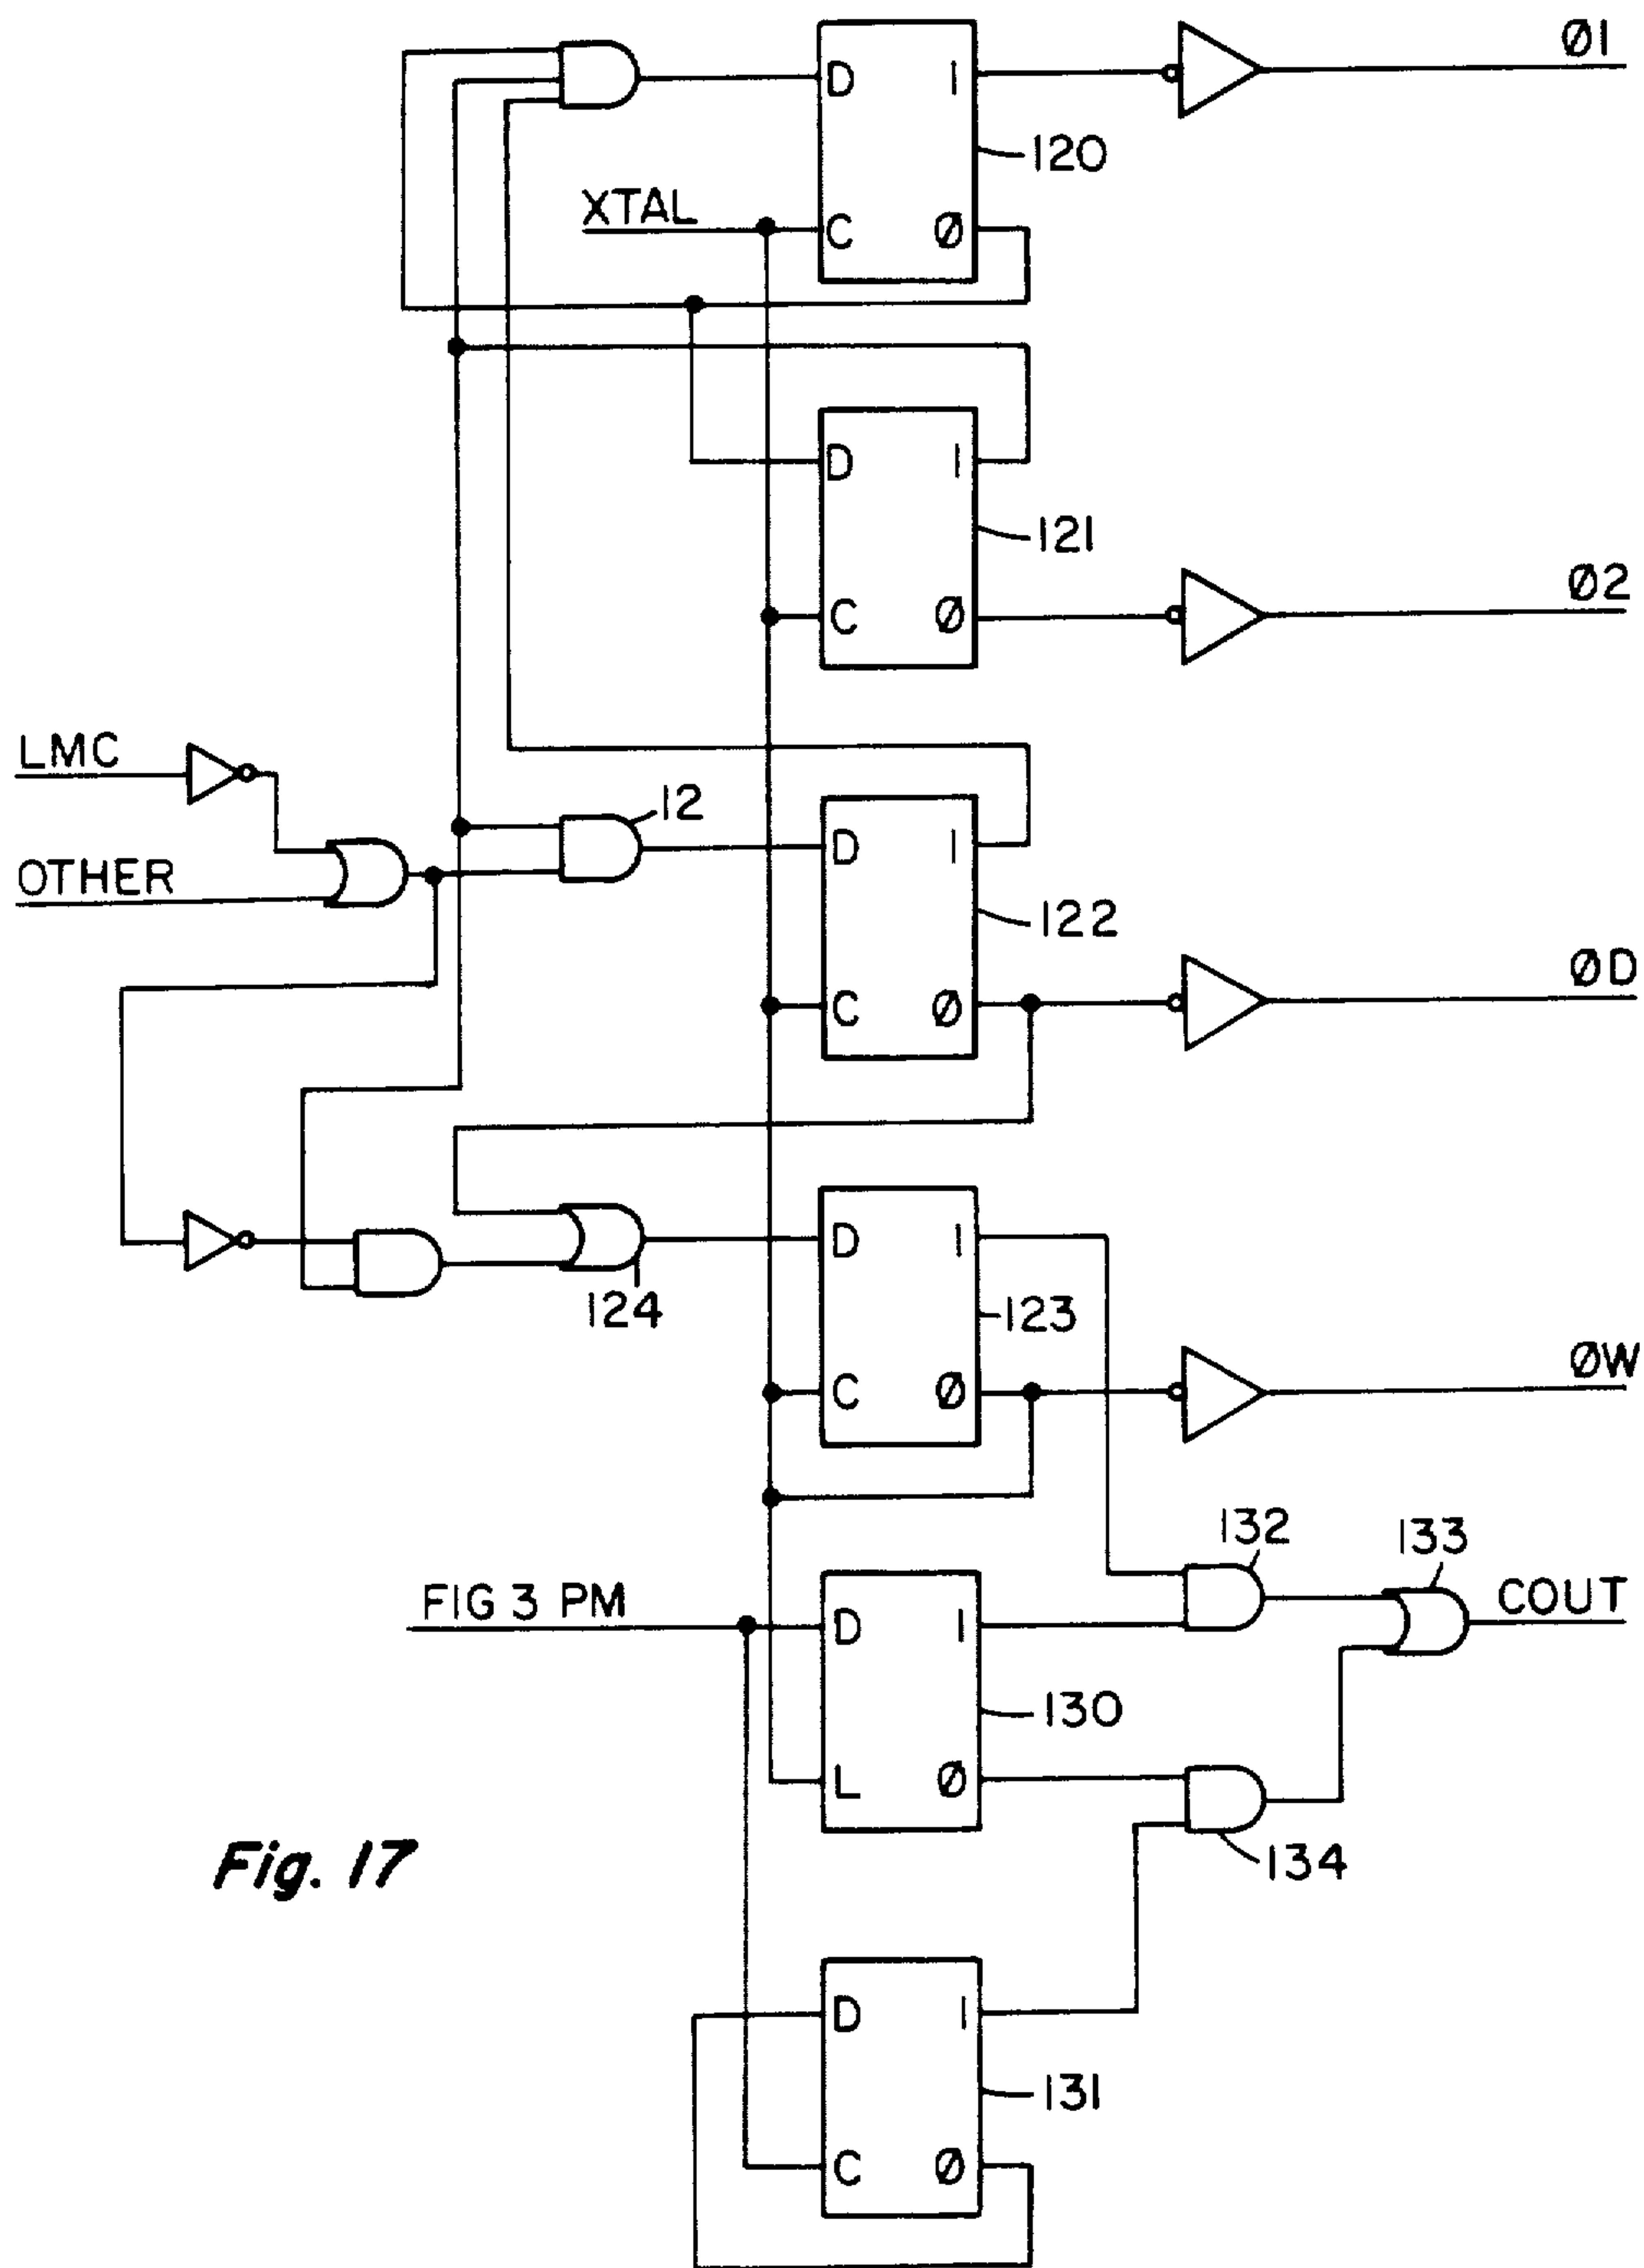 Ø1
D 1
120
XTAL
C Ø
D 1
121
Ø2
C Ø
LMC
12
D 1
OTHER
122
ØD
C Ø
D 1
124
123
ØW
C Ø
132
133
FIG 3 PM
D 1
COUT
130
L Ø
134
Fig. 17
D 1
131
C Ø